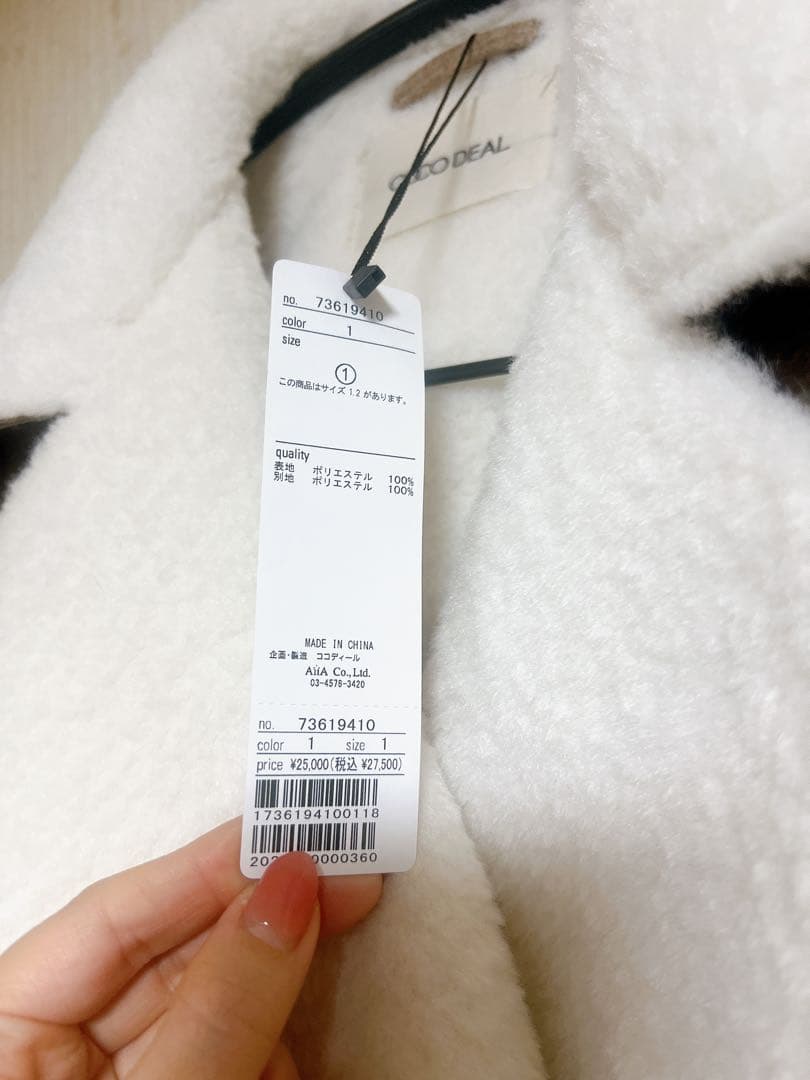 DEAL
no. 73619410
color 1
size
①
この商品はサイズ 1.2 があります。
quality
表地 ポリエステル 100%
別地 ポリエステル 100%
MADE IN CHINA
企画・製造 ココディール
AiiA Co.,Ltd.
03-4578-3420
no. 73619410
color 1 size 1
price ¥25,000(税込 ¥27,500)
1736194100118